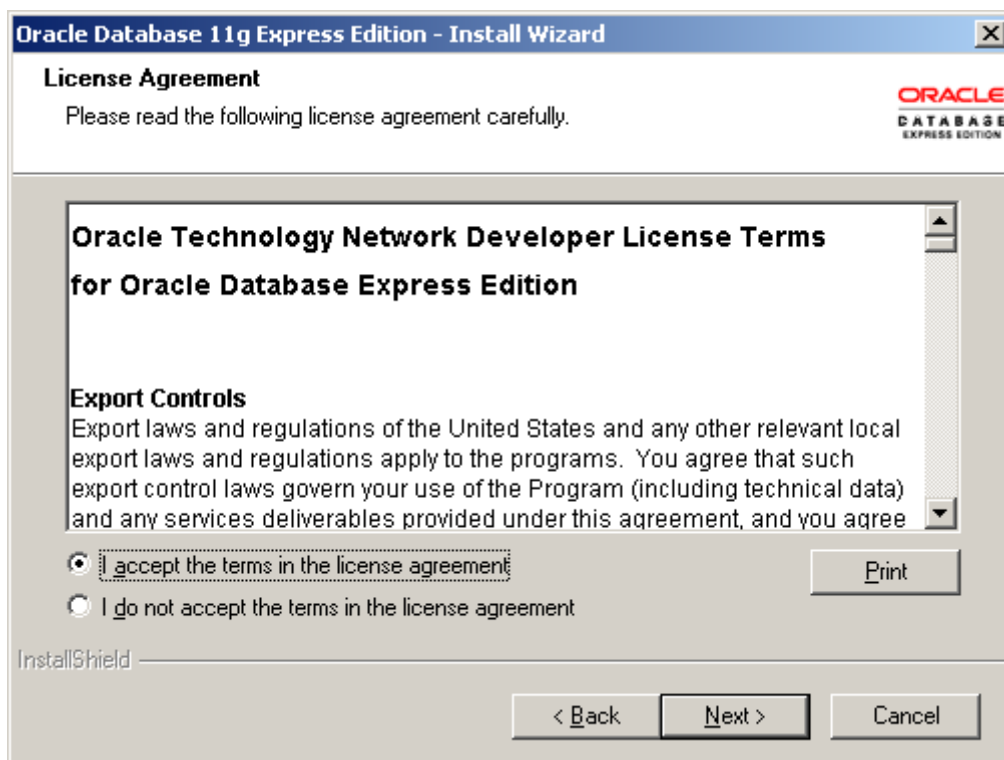 Oracle Database 11g Express Edition - Install Wizard
License Agreement
Please read the following license agreement carefully.
ORACLE
DATABASE
EXPRESS EDITION
Oracle Technology Network Developer License Terms
for Oracle Database Express Edition
Export Controls
Export laws and regulations of the United States and any other relevant local
export laws and regulations apply to the programs.  You agree that such
export control laws govern your use of the Program (including technical data)
and any services deliverables provided under this agreement, and you agree
I accept the terms in the license agreement
Print
I do not accept the terms in the license agreement
InstallShield
< Back
Next >
Cancel